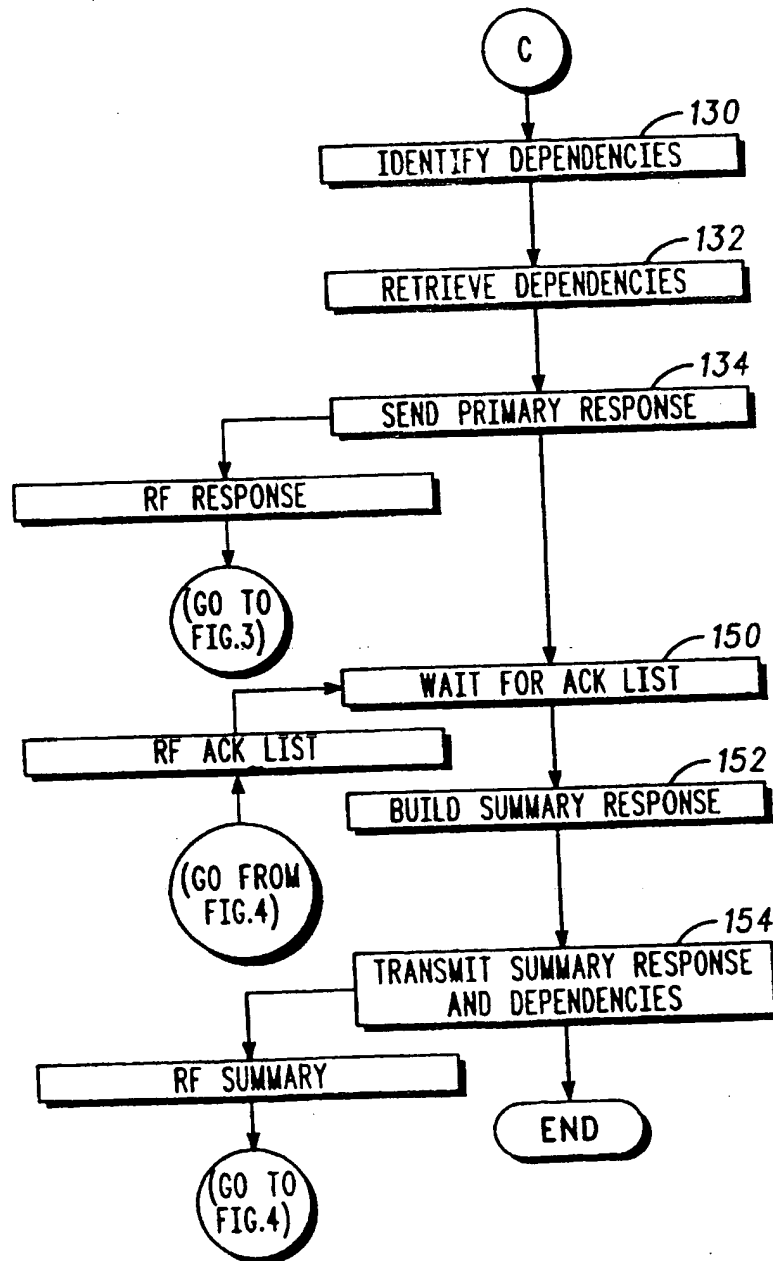 C
130
IDENTIFY DEPENDENCIES
132
RETRIEVE DEPENDENCIES
134
SEND PRIMARY RESPONSE
RF RESPONSE
(GO TO
FIG.3)
150
WAIT FOR ACK LIST
RF ACK LIST
152
BUILD SUMMARY RESPONSE
(GO FROM
FIG.4)
154
TRANSMIT SUMMARY RESPONSE
AND DEPENDENCIES
RF SUMMARY
END
(GO TO
FIG.4)